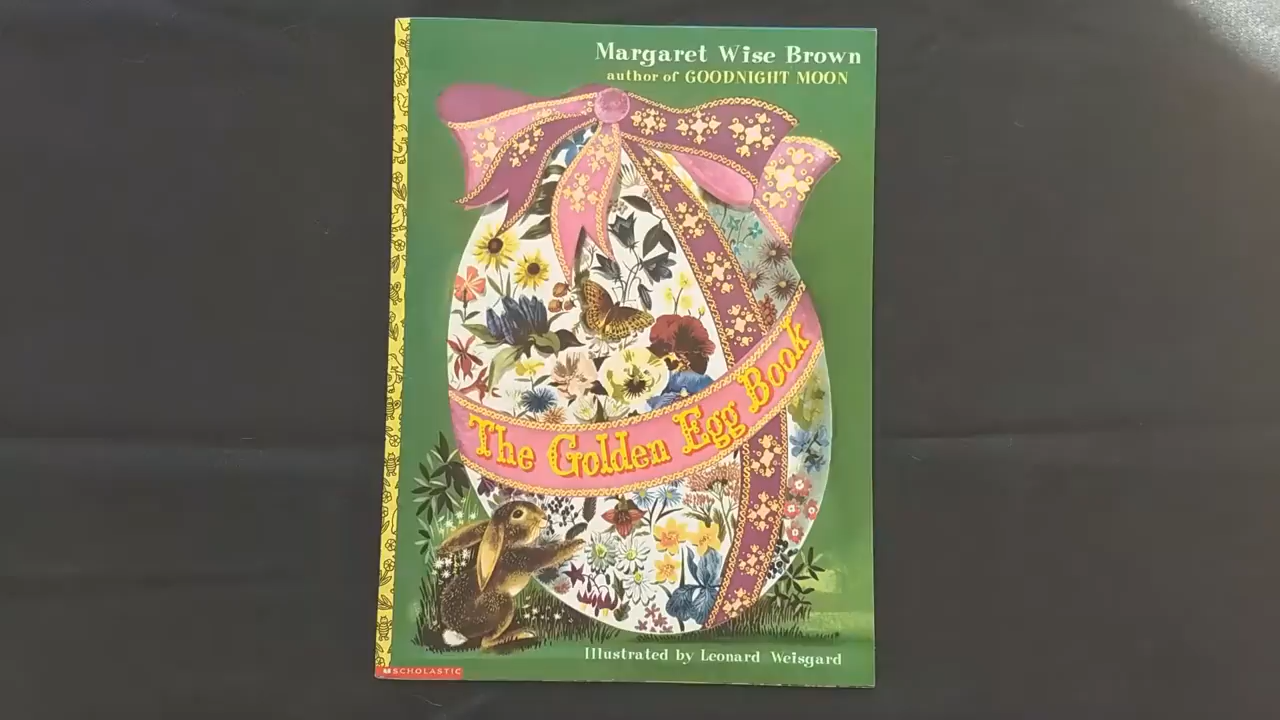 Margaret Wise Brown
author of GOODNIGHT MOON
The Golden Egg Book
Illustrated by Leonard Weisgard
SCHOLASTIC